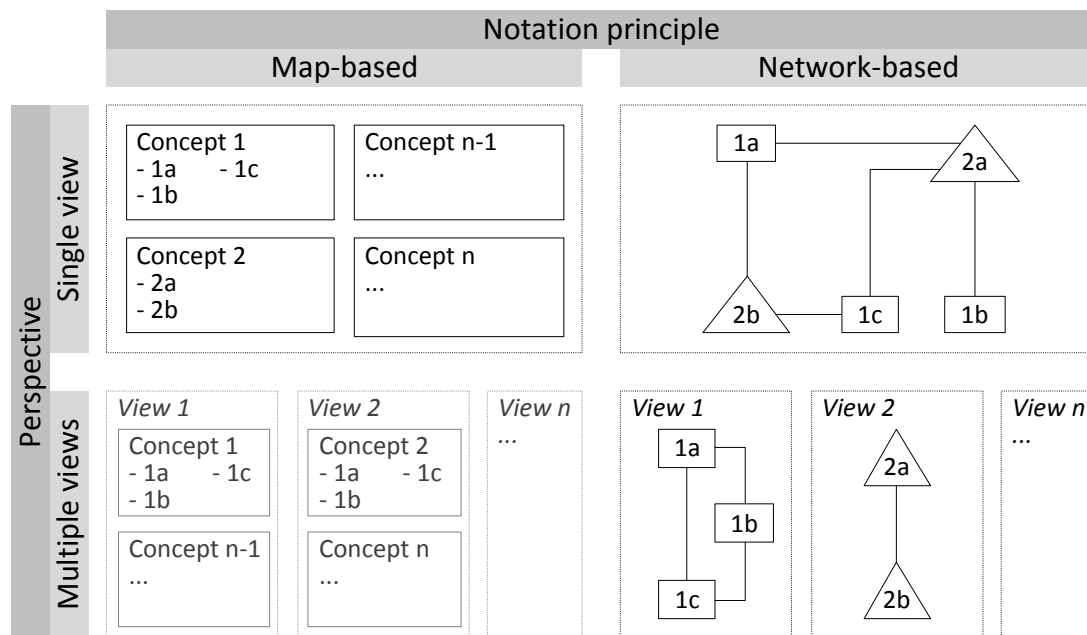 Notation principle
Map-based
Network-based
Perspective
Single view
Concept 1
- 1a - 1c
- 1b
Concept n-1
...
Concept 2
- 2a
- 2b
Concept n
...
1a
2a
2b
1c
1b
Multiple views
View 1
Concept 1
- 1a - 1c
- 1b
Concept n-1
...
View 2
Concept 2
- 1a - 1c
- 1b
Concept n
...
View n
...
View 1
1a
1b
1c
View 2
2a
2b
View n
...